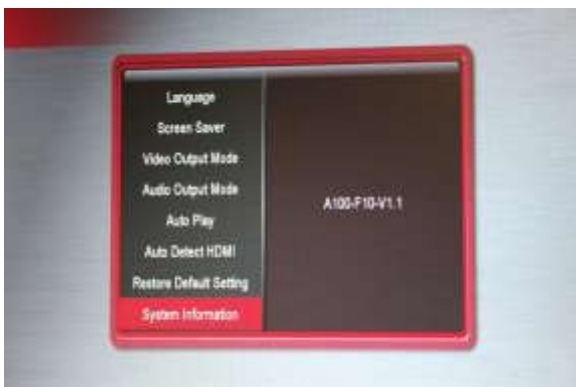 Language
Screen Saver
Video Output Mode
Audio Output Mode
Auto Play
Auto Detect HDMI
Restore Default Setting
System Information
A100-F10-V1.1